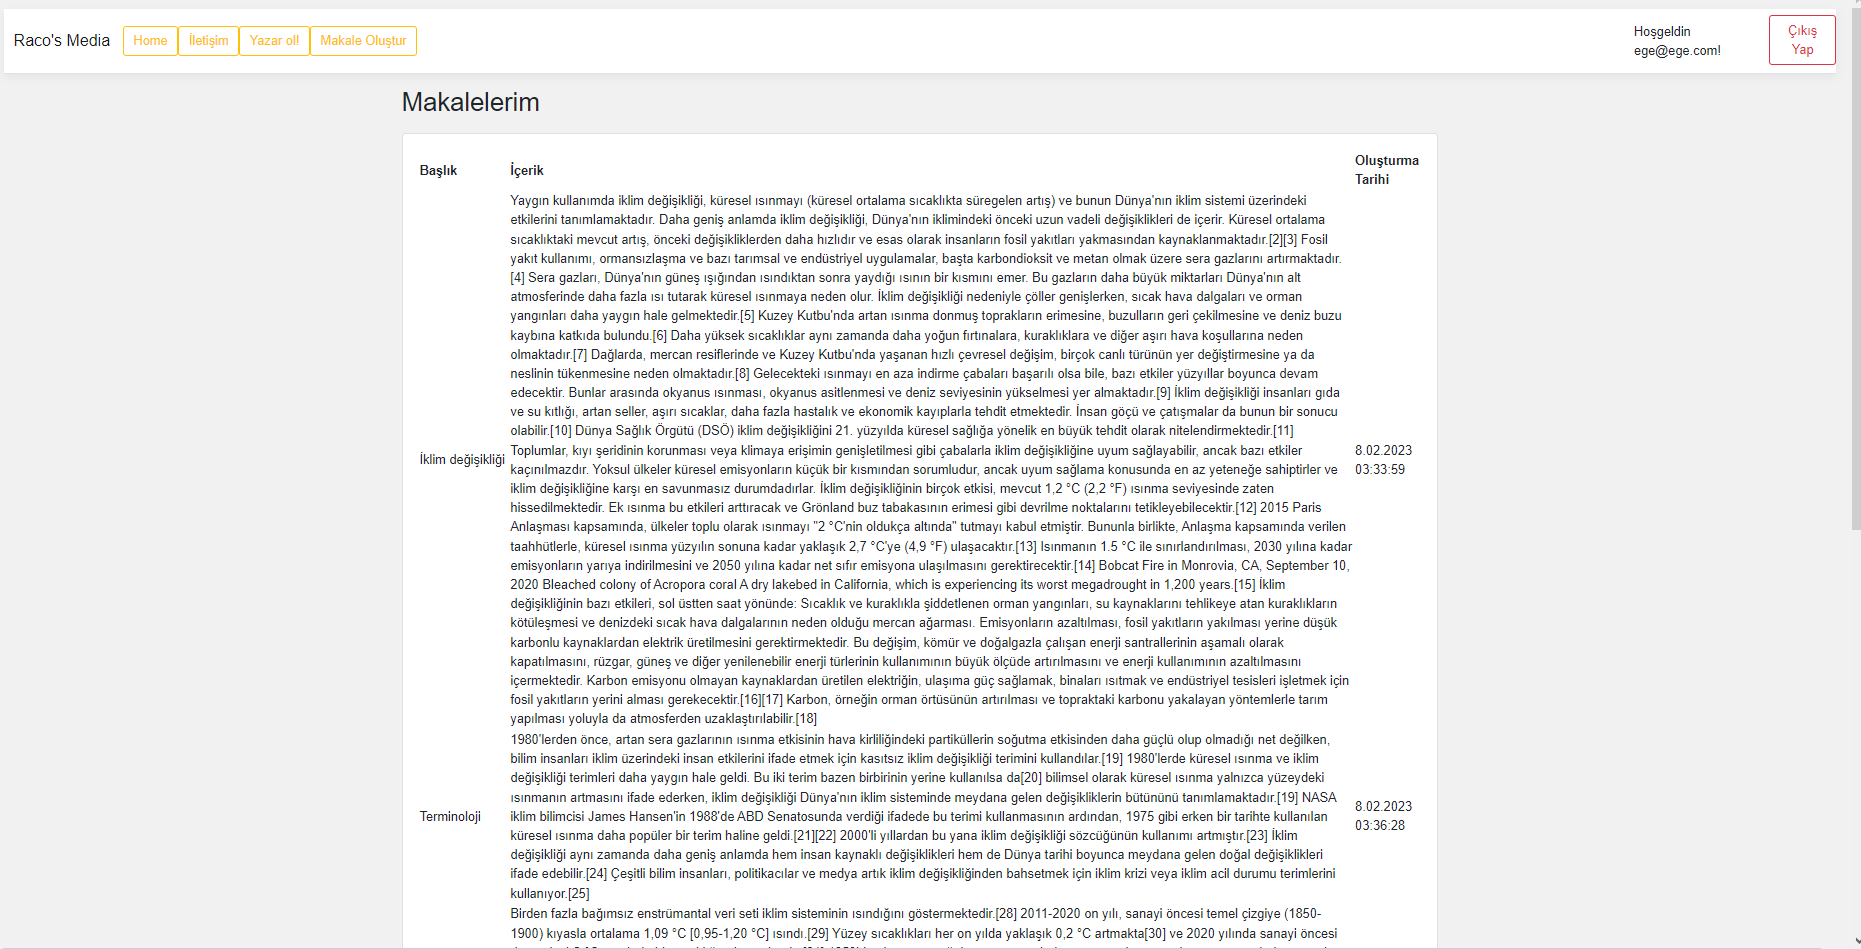 Raco's Media Home İletişim Yazar ol! Makale Oluştur
Hoşgeldin
ege@ege.com!
Çıkış
Yap
Makalelerim
Başlık İçerik Oluşturma
Tarihi
Yaygın kullanımda iklim değişikliği, küresel ısınmayı (küresel ortalama sıcaklıkta süregelen artış) ve bunun Dünya'nın iklim sistemi üzerindeki
etkilerini tanımlamaktadır. Daha geniş anlamda iklim değişikliği, Dünya'nın iklimindeki önceki uzun vadeli değişiklikleri de içerir. Küresel ortalama
sıcaklıktaki mevcut artış, önceki değişikliklerden daha hızlıdır ve esas olarak insanların fosil yakıtları yakmasından kaynaklanmaktadır.[2][3] Fosil
yakıt kullanımı, ormansızlaşma ve bazı tarımsal ve endüstriyel uygulamalar, başta karbondioksit ve metan olmak üzere sera gazlarını artırmaktadır.
[4] Sera gazları, Dünya'nın güneş ışığından ısındıktan sonra yaydığı ısının bir kısmını emer. Bu gazların daha büyük miktarları Dünya'nın alt
atmosferinde daha fazla ısı tutarak küresel ısınmaya neden olur. İklim değişikliği nedeniyle çöller genişlerken, sıcak hava dalgaları ve orman
yangınları daha yaygın hale gelmektedir.[5] Kuzey Kutbu'nda artan ısınma donmuş toprakların erimesine, buzulların geri çekilmesine ve deniz buzu
kaybına katkıda bulundu.[6] Daha yüksek sıcaklıklar aynı zamanda daha yoğun fırtınalara, kuraklıklara ve diğer aşırı hava koşullarına neden
olmaktadır.[7] Dağlarda, mercan resiflerinde ve Kuzey Kutbu'nda yaşanan hızlı çevresel değişim, birçok canlı türünün yer değiştirmesine ya da
neslinin tükenmesine neden olmaktadır.[8] Gelecekteki ısınmayı en aza indirme çabaları başarılı olsa bile, bazı etkiler yüzyıllar boyunca devam
edecektir. Bunlar arasında okyanus ısınması, okyanus asitlenmesi ve deniz seviyesinin yükselmesi yer almaktadır.[9] İklim değişikliği insanları gıda
ve su kıtlığı, artan seller, aşırı sıcaklar, daha fazla hastalık ve ekonomik kayıplarla tehdit etmektedir. İnsan göçü ve çatışmalar da bunun bir sonucu
olabilir.[10] Dünya Sağlık Örgütü (DSÖ) iklim değişikliğini 21. yüzyılda küresel sağlığa yönelik en büyük tehdit olarak nitelendirmektedir.[11]
İklim değişikliği Toplumlar, kıyı şeridinin korunması veya klimaya erişimin genişletilmesi gibi çabalarla iklim değişikliğine uyum sağlayabilir, ancak bazı etkiler 8.02.2023
kaçınılmazdır. Yoksul ülkeler küresel emisyonların küçük bir kısmından sorumludur, ancak uyum sağlama konusunda en az yeteneğe sahiptirler ve 03:33:59
iklim değişikliğine karşı en savunmasız durumdadırlar. İklim değişikliğinin birçok etkisi, mevcut 1,2 °C (2,2 °F) ısınma seviyesinde zaten
hissedilmektedir. Ek ısınma bu etkileri arttıracak ve Grönland buz tabakasının erimesi gibi devrilme noktalarını tetikleyebilecektir.[12] 2015 Paris
Anlaşması kapsamında, ülkeler toplu olarak ısınmayı "2 °C'nin oldukça altında" tutmayı kabul etmiştir. Bununla birlikte, Anlaşma kapsamında verilen
taahhütlerle, küresel ısınma yüzyılın sonuna kadar yaklaşık 2,7 °C'ye (4,9 °F) ulaşacaktır.[13] Isınmanın 1.5 °C ile sınırlandırılması, 2030 yılına kadar
emisyonların yarıya indirilmesini ve 2050 yılına kadar net sıfır emisyona ulaşılmasını gerektirecektir.[14] Bobcat Fire in Monrovia, CA, September 10,
2020 Bleached colony of Acropora coral A dry lakebed in California, which is experiencing its worst megadrought in 1,200 years.[15] İklim
değişikliğinin bazı etkileri, sol üstten saat yönünde: Sıcaklık ve kuraklıkla şiddetlenen orman yangınları, su kaynaklarını tehlikeye atan kuraklıkların
kötüleşmesi ve denizdeki sıcak hava dalgalarının neden olduğu mercan ağarması. Emisyonların azaltılması, fosil yakıtların yakılması yerine düşük
karbonlu kaynaklardan elektrik üretilmesini gerektirmektedir. Bu değişim, kömür ve doğalgazla çalışan enerji santrallerinin aşamalı olarak
kapatılmasını, rüzgar, güneş ve diğer yenilenebilir enerji türlerinin kullanımının büyük ölçüde artırılmasını ve enerji kullanımının azaltılmasını
içermektedir. Karbon emisyonu olmayan kaynaklardan üretilen elektriğin, ulaşıma güç sağlamak, binaları ısıtmak ve endüstriyel tesisleri işletmek için
fosil yakıtların yerini alması gerekecektir.[16][17] Karbon, örneğin orman örtüsünün artırılması ve topraktaki karbonu yakalayan yöntemlerle tarım
yapılması yoluyla da atmosferden uzaklaştırılabilir.[18]
1980'lerden önce, artan sera gazlarının ısınma etkisinin hava kirliliğindeki partiküllerin soğutma etkisinden daha güçlü olup olmadığı net değilken,
bilim insanları iklim üzerindeki insan etkilerini ifade etmek için kasıtsız iklim değişikliği terimini kullandılar.[19] 1980'lerde küresel ısınma ve iklim
değişikliği terimleri daha yaygın hale geldi. Bu iki terim bazen birbirinin yerine kullanılsa da[20] bilimsel olarak küresel ısınma yalnızca yüzeydeki
ısınmanın artmasını ifade ederken, iklim değişikliği Dünya'nın iklim sisteminde meydana gelen değişikliklerin bütününü tanımlamaktadır.[19] NASA
Terminoloji iklim bilimcisi James Hansen'in 1988'de ABD Senatosunda verdiği ifadede bu terimi kullanmasının ardından, 1975 gibi erken bir tarihte kullanılan 8.02.2023
küresel ısınma daha popüler bir terim haline geldi.[21][22] 2000'li yıllardan bu yana iklim değişikliği sözcüğünün kullanımı artmıştır.[23] İklim 03:36:28
değişikliği aynı zamanda daha geniş anlamda hem insan kaynaklı değişiklikleri hem de Dünya tarihi boyunca meydana gelen doğal değişiklikleri
ifade edebilir.[24] Çeşitli bilim insanları, politikacılar ve medya artık iklim değişikliğinden bahsetmek için iklim krizi veya iklim acil durumu terimlerini
kullanıyor.[25]
Birden fazla bağımsız enstrümantal veri seti iklim sisteminin ısındığını göstermektedir.[28] 2011-2020 on yılı, sanayi öncesi temel çizgiye (1850-
1900) kıyasla ortalama 1,09 °C [0,95-1,20 °C] ısındı.[29] Yüzey sıcaklıkları her on yılda yaklaşık 0,2 °C artmakta[30] ve 2020 yılında sanayi öncesi